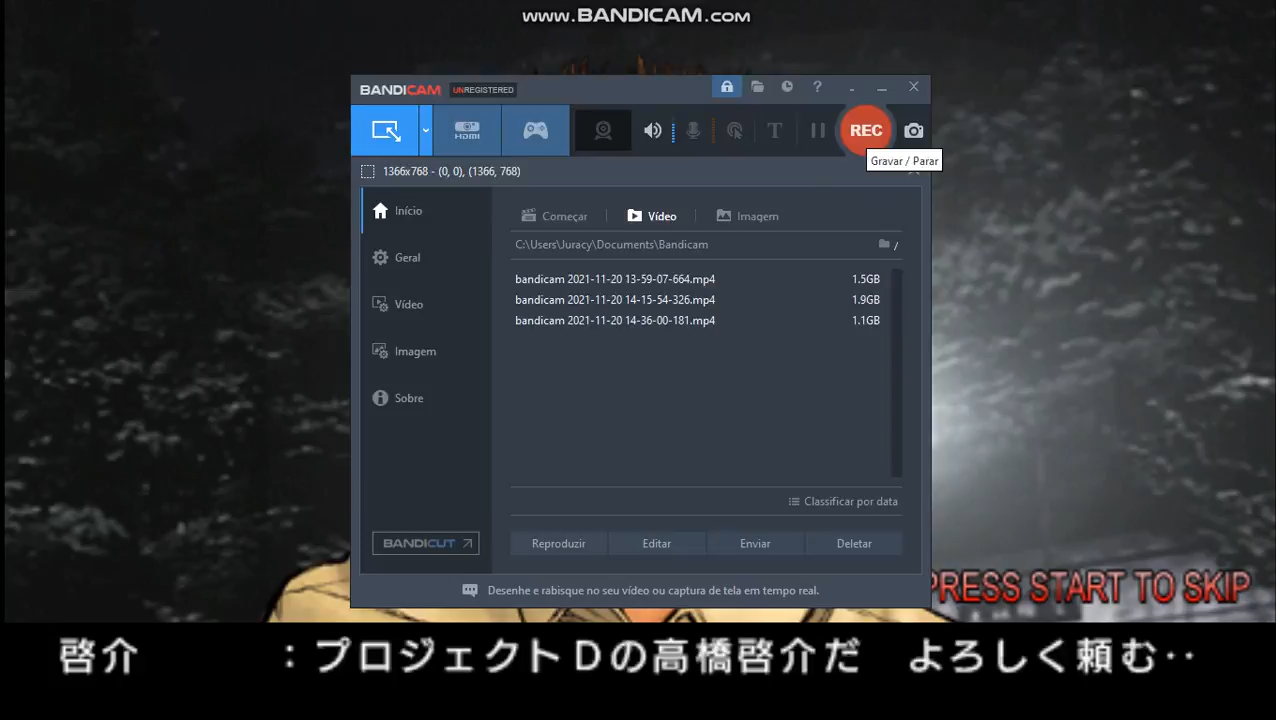 www.BANDICAM.com
BANDICAM UNREGISTERED
HDMI
T
REC
Gravar / Parar
1366x768 - (0, 0), (1366, 768)
Início
Geral
Vídeo
Imagem
Sobre
Começar
Vídeo
Imagem
C:\Users\Juracy\Documents\Bandicam
bandicam 2021-11-20 13-59-07-664.mp4 1.5GB
bandicam 2021-11-20 14-15-54-326.mp4 1.9GB
bandicam 2021-11-20 14-36-00-181.mp4 1.1GB
Classificar por data
BANDICUT
Reproduzir
Editar
Enviar
Deletar
Desenhe e rabisque no seu vídeo ou captura de tela em tempo real.
PRESS START TO SKIP
啓介 ：プロジェクトDの高橋啓介だ よろしく頼む‥